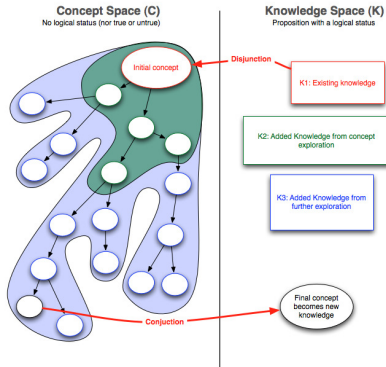 Concept Space (C)
No logical status (nor true or untrue)
Knowledge Space (K)
Proposition with a logical status
Initial concept
Disjunction
K1: Existing knowledge
K2: Added Knowledge from concept
exploration
K3: Added Knowledge from
further exploration
Conjuction
Final concept
becomes new
knowledge